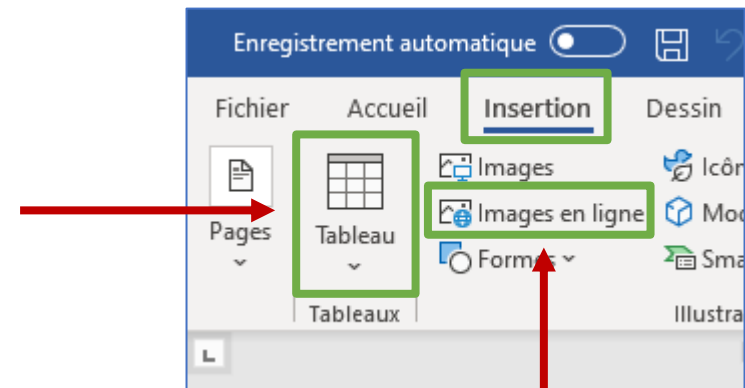 Enregistrement automatique
Fichier Accueil Insertion Dessin
Images
Images en ligne
Formes
Pages
Tableau
Tableaux